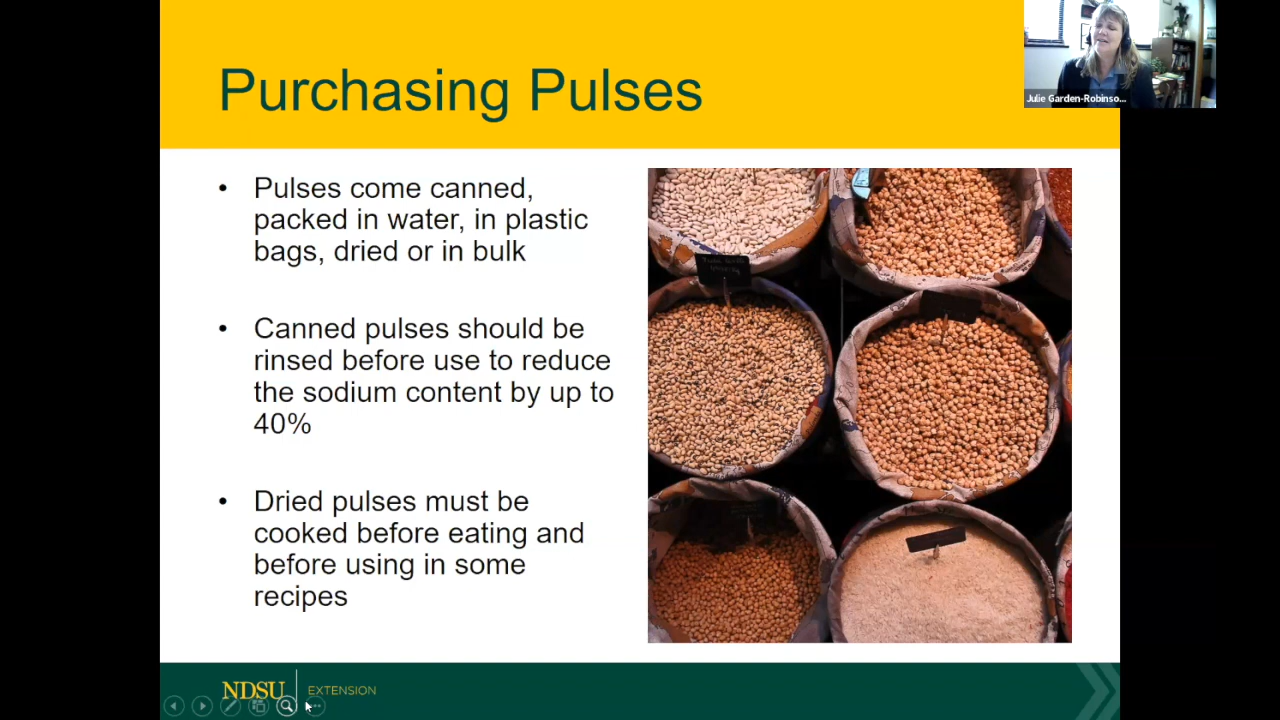 Purchasing Pulses
Julie Garden-Robinso...
• Pulses come canned,
packed in water, in plastic
bags, dried or in bulk
• Canned pulses should be
rinsed before use to reduce
the sodium content by up to
40%
• Dried pulses must be
cooked before eating and
before using in some
recipes
NDSU EXTENSION